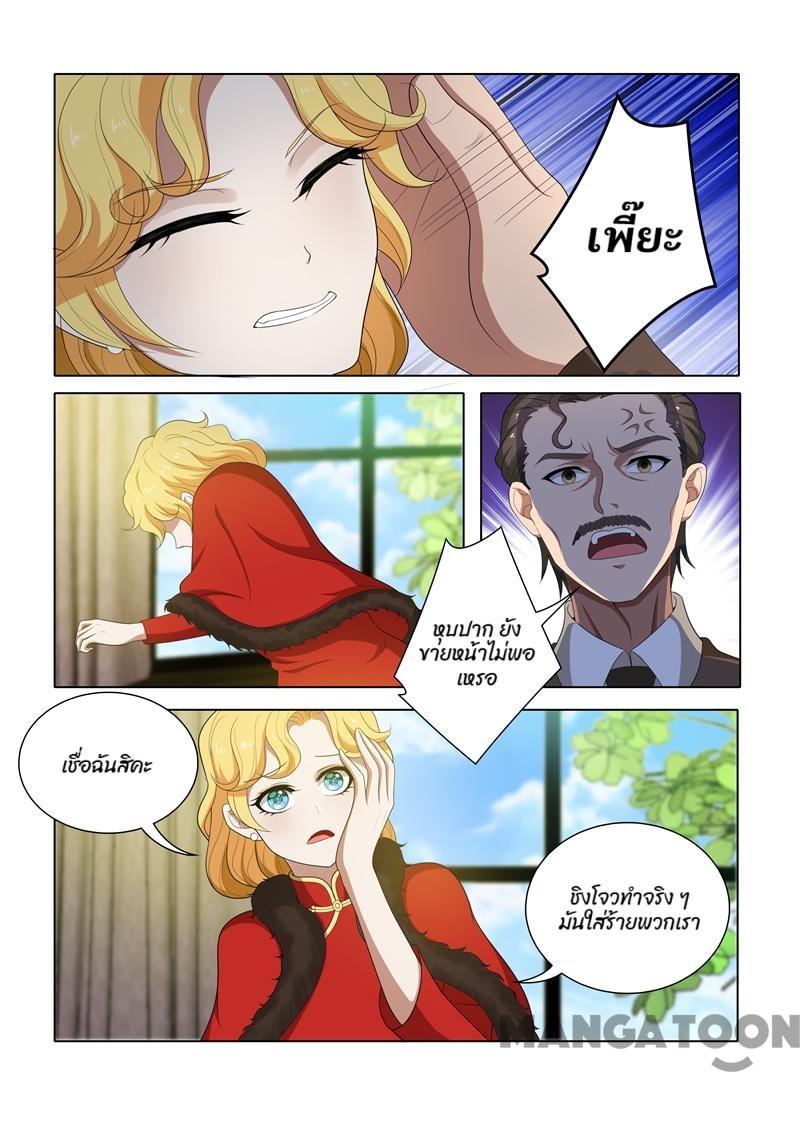 เพี๊ยะ
หุบปาก ยัง
ขายหน้าไม่พอ
เหรอ
เชื่อฉันสิคะ
ชิงโจวทำจริง ๆ
มันใส่ร้ายพวกเรา
MANGATOON